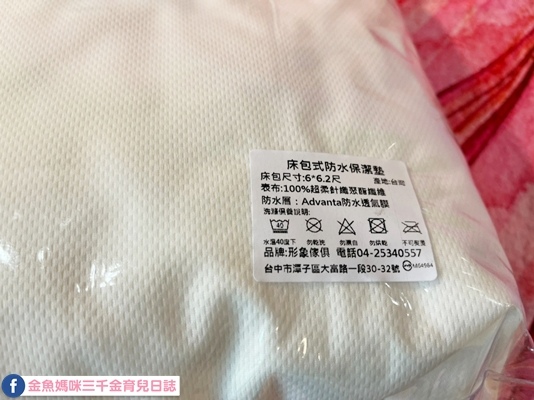 床包式防水保潔墊
床包尺寸:6*6.2尺 產地:台灣
表布:100%超柔針織聚酯纖維
防水層:Advanta防水透氣膜
洗滌保養說明:
40
水溫40度下 勿乾洗 勿漂白 勿烘乾 不可熨燙
品牌:形象傢俱 電話04-25340557
台中市潭子區大富路一段30-32號 M04984
金魚媽咪三千金育兒日誌